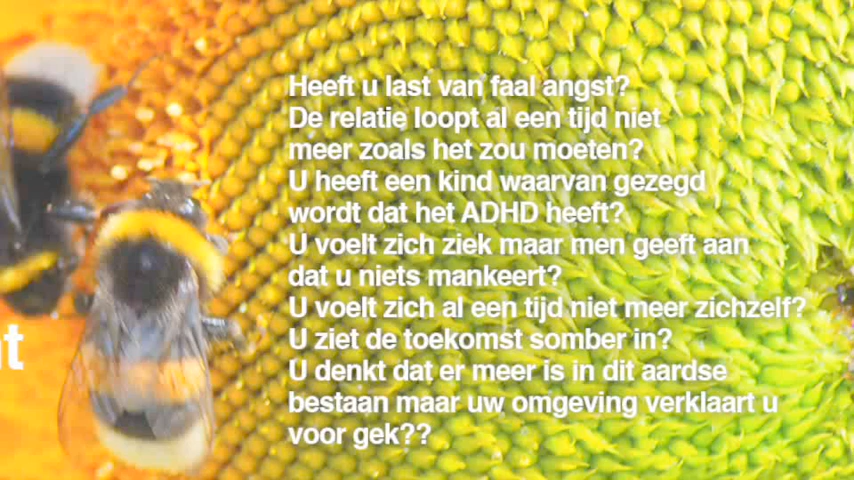 Heeft u last van faal angst?
De relatie loopt al een tijd niet
meer zoals het zou moeten?
U heeft een kind waarvan gezegd
wordt dat het ADHD heeft?
U voelt zich ziek maar men geeft aan
dat u niets mankeert?
U voelt zich al een tijd niet meer zichzelf?
U ziet de toekomst somber in?
U denkt dat er meer is in dit aardse
bestaan maar uw omgeving verklaart u
voor gek??